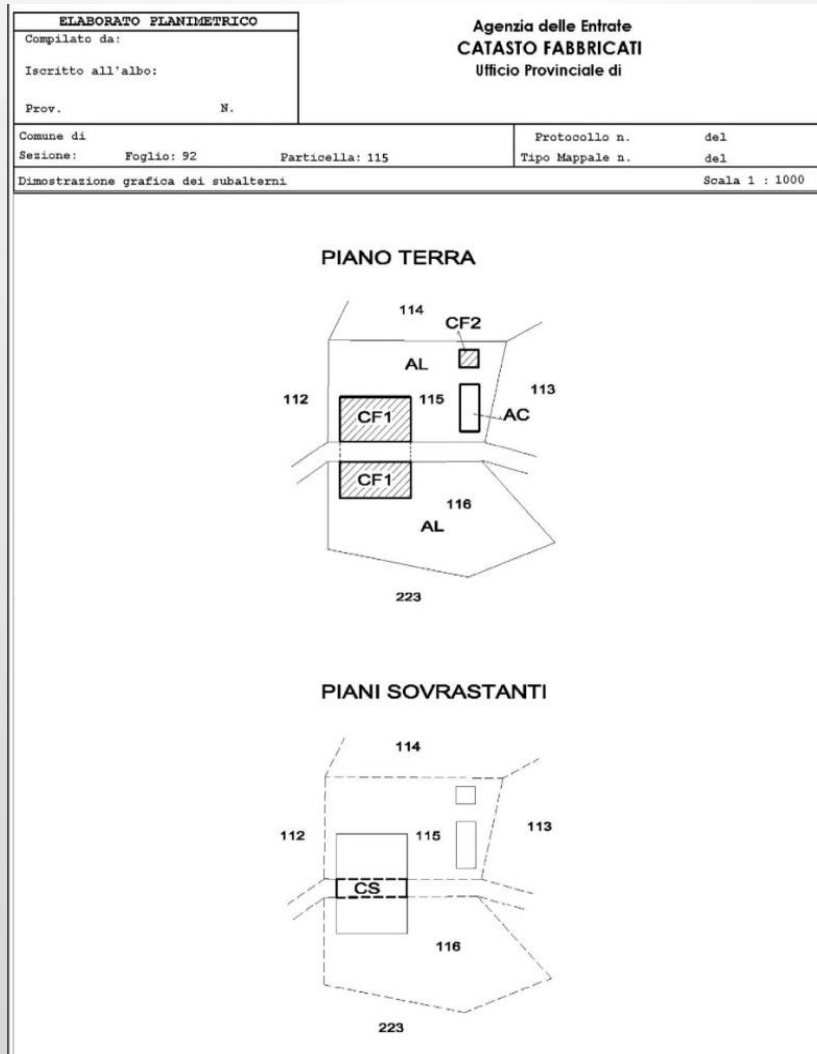 ELABORATO PLANIMETRICO
Compilato da:
Iscritto all'albo:
Prov. N.
Agenzia delle Entrate
CATASTO FABBRICATI
Ufficio Provinciale di
Comune di
Sezione: Foglio: 92 Particella: 115
Protocollo n. del
Tipo Mappale n. del
Dimostrazione grafica dei subalterni Scala 1 : 1000
PIANO TERRA
114
CF2
AL
112
115
113
CF1
AC
CF1
116
AL
223
PIANI SOVRASTANTI
114
112
115
113
CS
116
223